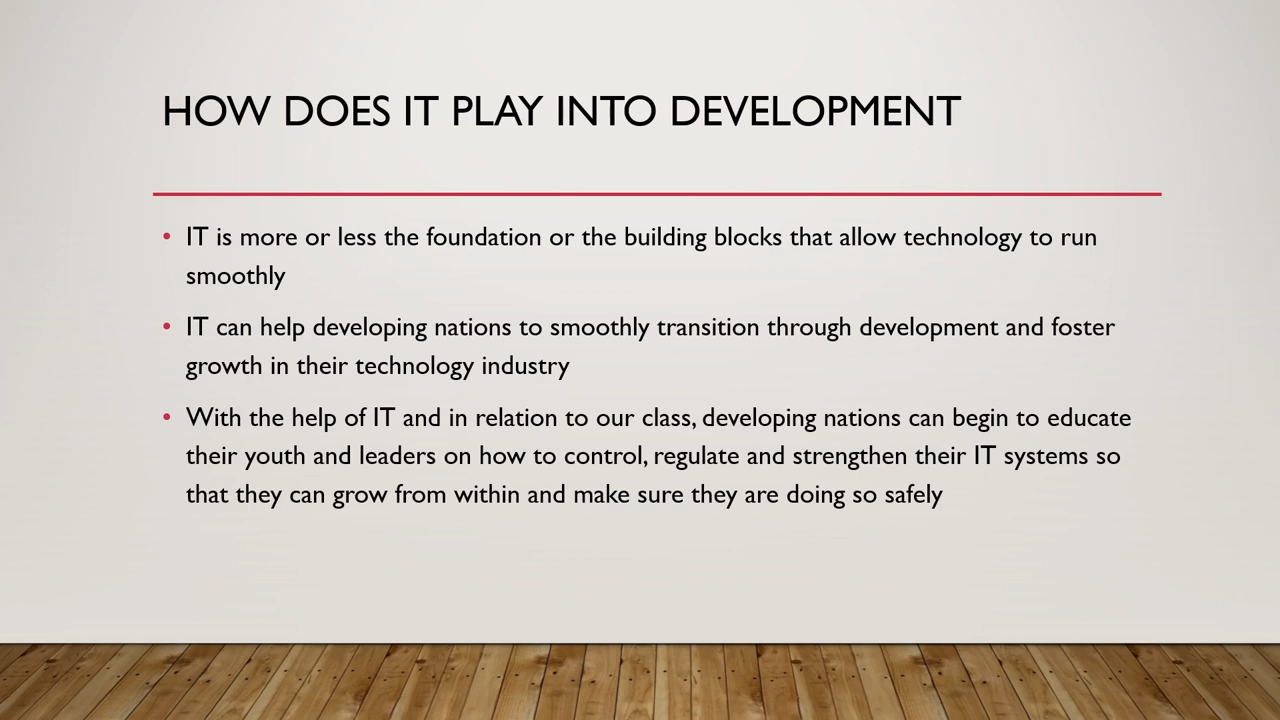 HOW DOES IT PLAY INTO DEVELOPMENT
• IT is more or less the foundation or the building blocks that allow technology to run
smoothly
• IT can help developing nations to smoothly transition through development and foster
growth in their technology industry
• With the help of IT and in relation to our class, developing nations can begin to educate
their youth and leaders on how to control, regulate and strengthen their IT systems so
that they can grow from within and make sure they are doing so safely